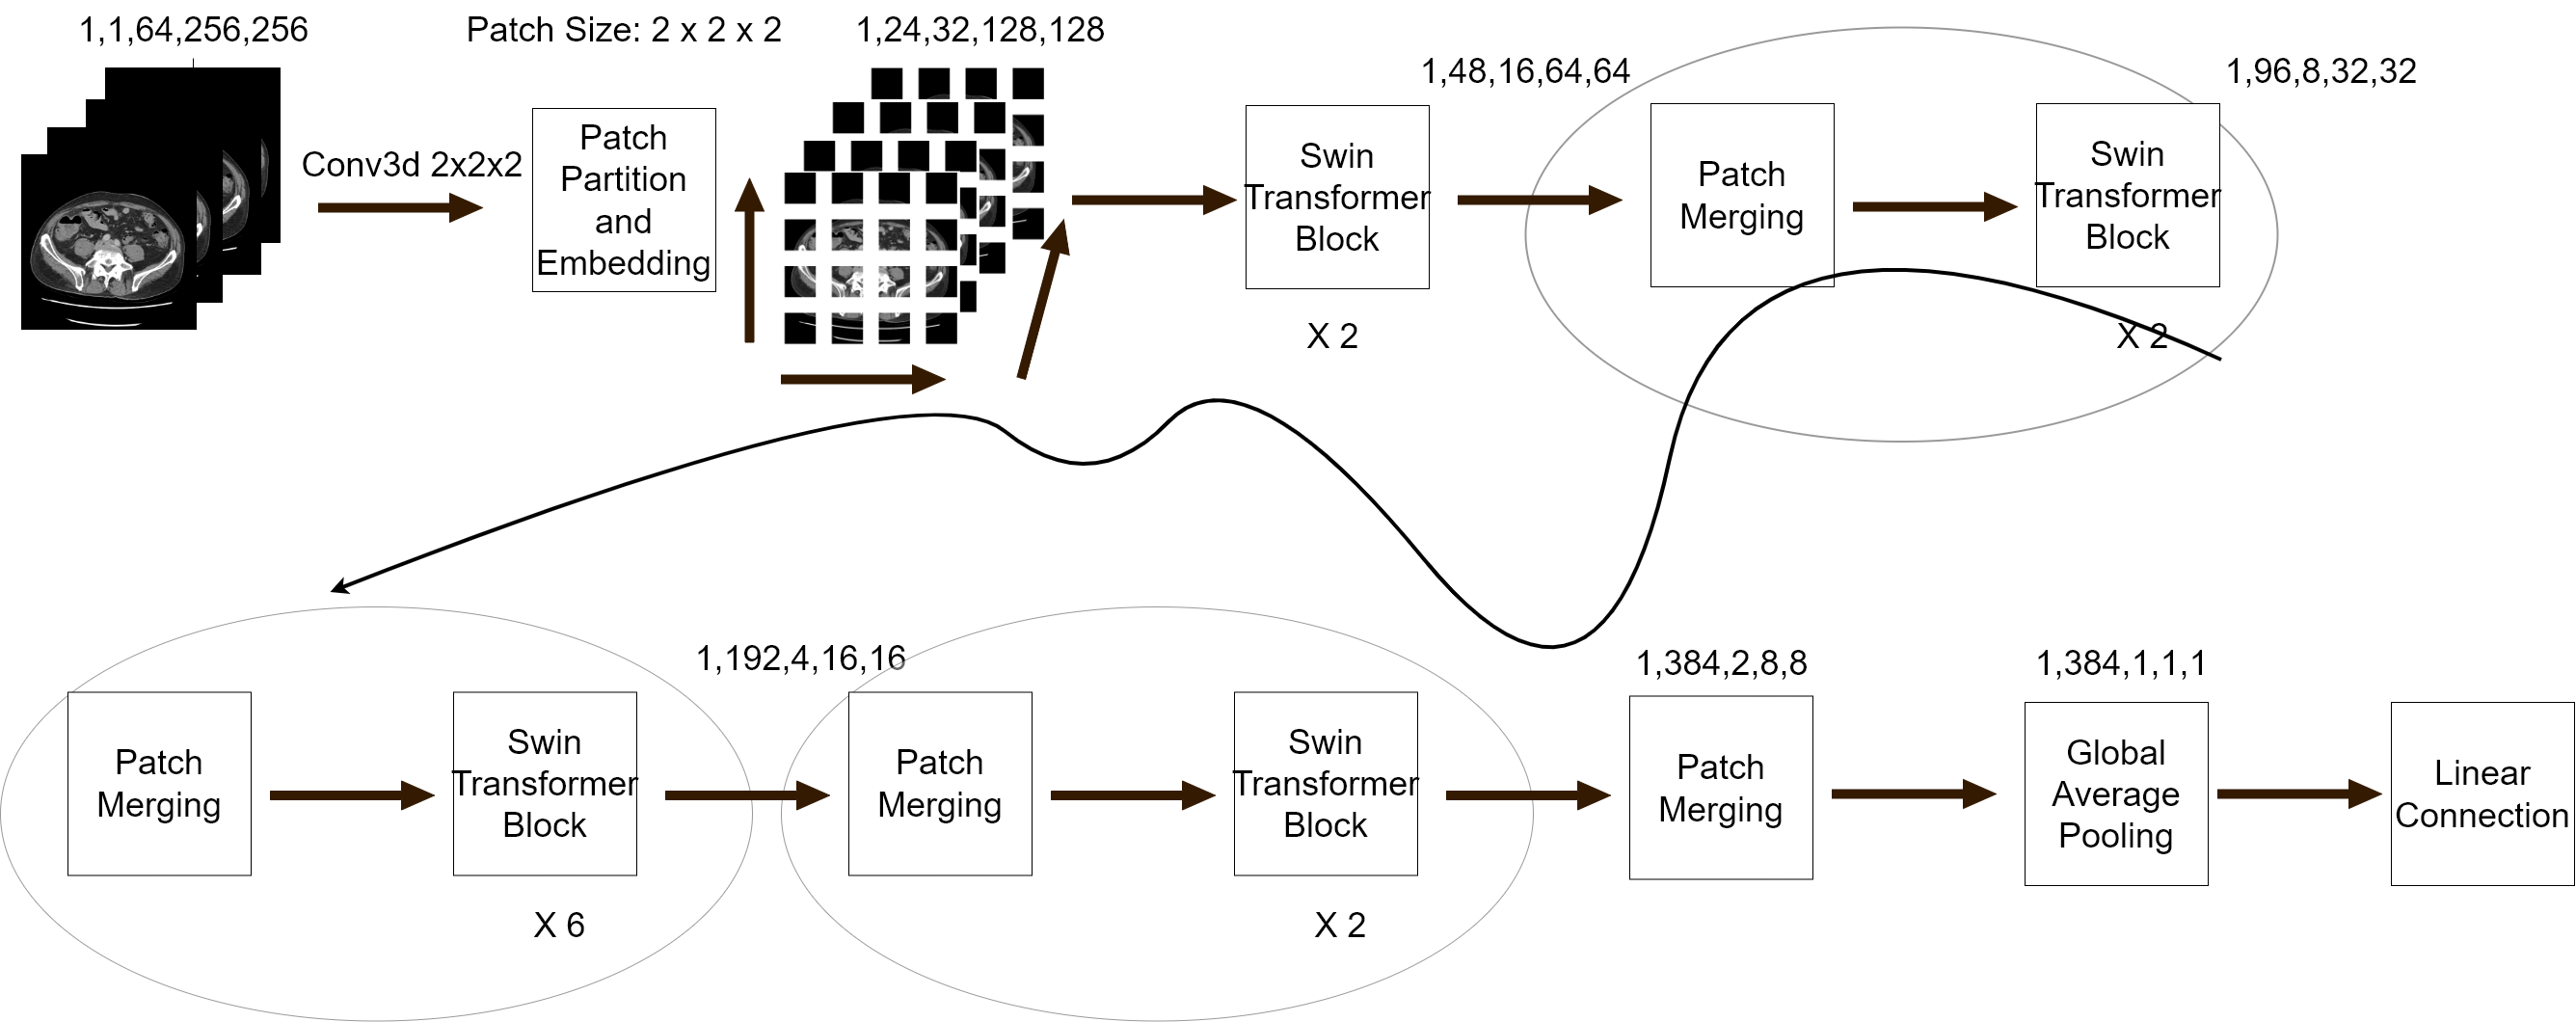 1,1,64,256,256
Patch Size: 2 x 2 x 2
1,24,32,128,128
Conv3d 2x2x2
Patch
Partition
and
Embedding
Swin
Transformer
Block
X 2
1,48,16,64,64
Patch
Merging
Swin
Transformer
Block
X 2
1,96,8,32,32
Patch
Merging
Swin
Transformer
Block
X 6
1,192,4,16,16
Patch
Merging
Swin
Transformer
Block
X 2
1,384,2,8,8
Patch
Merging
1,384,1,1,1
Global
Average
Pooling
Linear
Connection